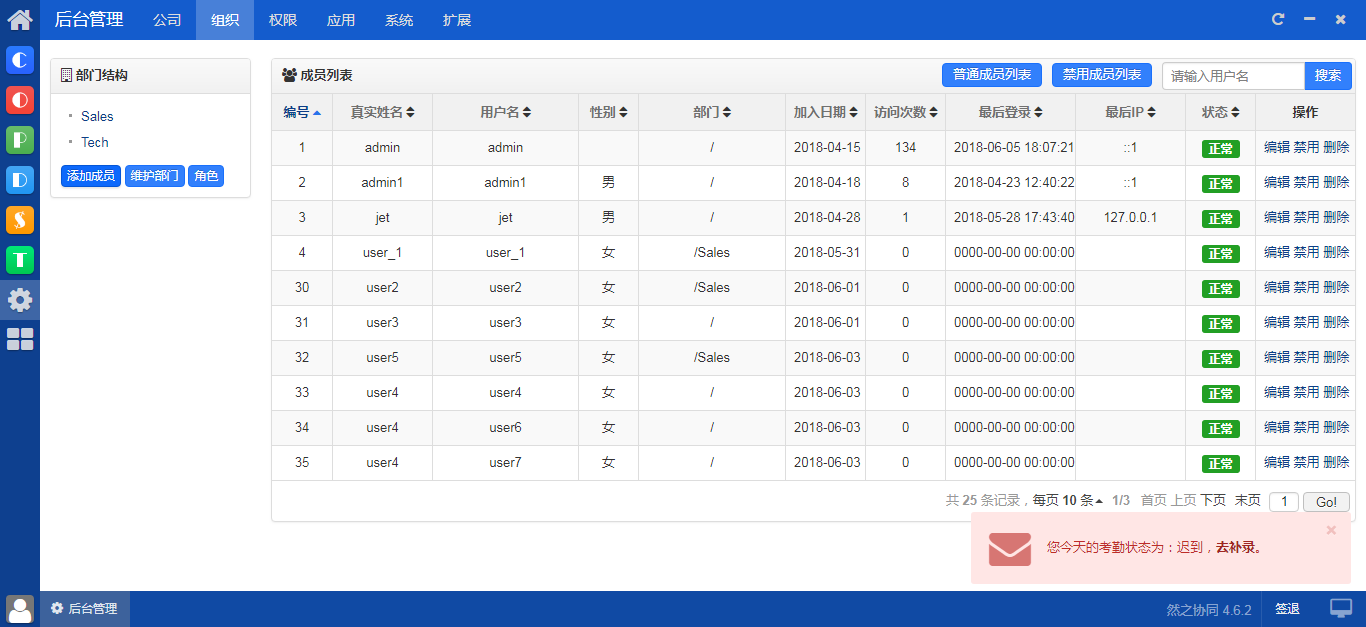 后台管理 公司 组织 权限 应用 系统 扩展
部门结构
Sales
Tech
添加成员 维护部门 角色
成员列表 普通成员列表 禁用成员列表 请输入用户名 搜索
编号 真实姓名 用户名 性别 部门 加入日期 访问次数 最后登录 最后IP 状态 操作
1 admin admin / 2018-04-15 134 2018-06-05 18:07:21 ::1 正常 编辑 禁用 删除
2 admin1 admin1 男 / 2018-04-18 8 2018-04-23 12:40:22 ::1 正常 编辑 禁用 删除
3 jet jet 男 / 2018-04-28 1 2018-05-28 17:43:40 127.0.0.1 正常 编辑 禁用 删除
4 user_1 user_1 女 /Sales 2018-05-31 0 0000-00-00 00:00:00 正常 编辑 禁用 删除
30 user2 user2 女 /Sales 2018-06-01 0 0000-00-00 00:00:00 正常 编辑 禁用 删除
31 user3 user3 女 / 2018-06-01 0 0000-00-00 00:00:00 正常 编辑 禁用 删除
32 user5 user5 女 /Sales 2018-06-03 0 0000-00-00 00:00:00 正常 编辑 禁用 删除
33 user4 user4 女 / 2018-06-03 0 0000-00-00 00:00:00 正常 编辑 禁用 删除
34 user4 user6 女 / 2018-06-03 0 0000-00-00 00:00:00 正常 编辑 禁用 删除
35 user4 user7 女 / 2018-06-03 0 0000-00-00 00:00:00 正常 编辑 禁用 删除
共 25 条记录，每页 10 条 1/3 首页 上页 下页 末页 1 Go!
您今天的考勤状态为：迟到，去补录。
后台管理 然之协同 4.6.2 签退